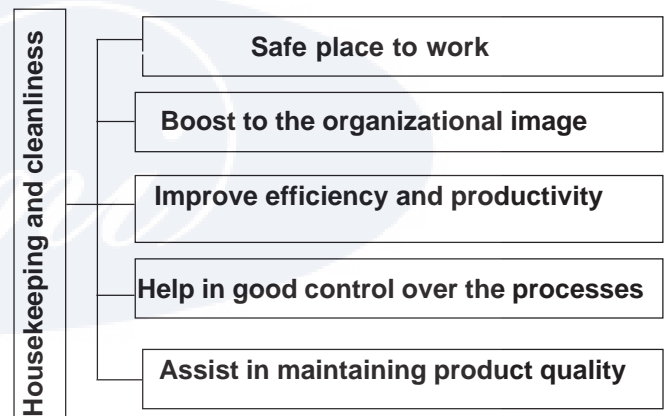 Housekeeping and cleanliness
Safe place to work
Boost to the organizational image
Improve efficiency and productivity
Help in good control over the processes
Assist in maintaining product quality